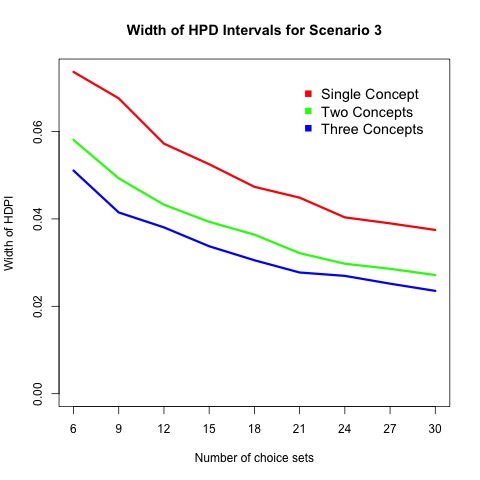 Width of HPD Intervals for Scenario 3
Single Concept
Two Concepts
Three Concepts
Width of HDPI
0.06
0.04
0.02
0.00
6 9 12 15 18 21 24 27 30
Number of choice sets